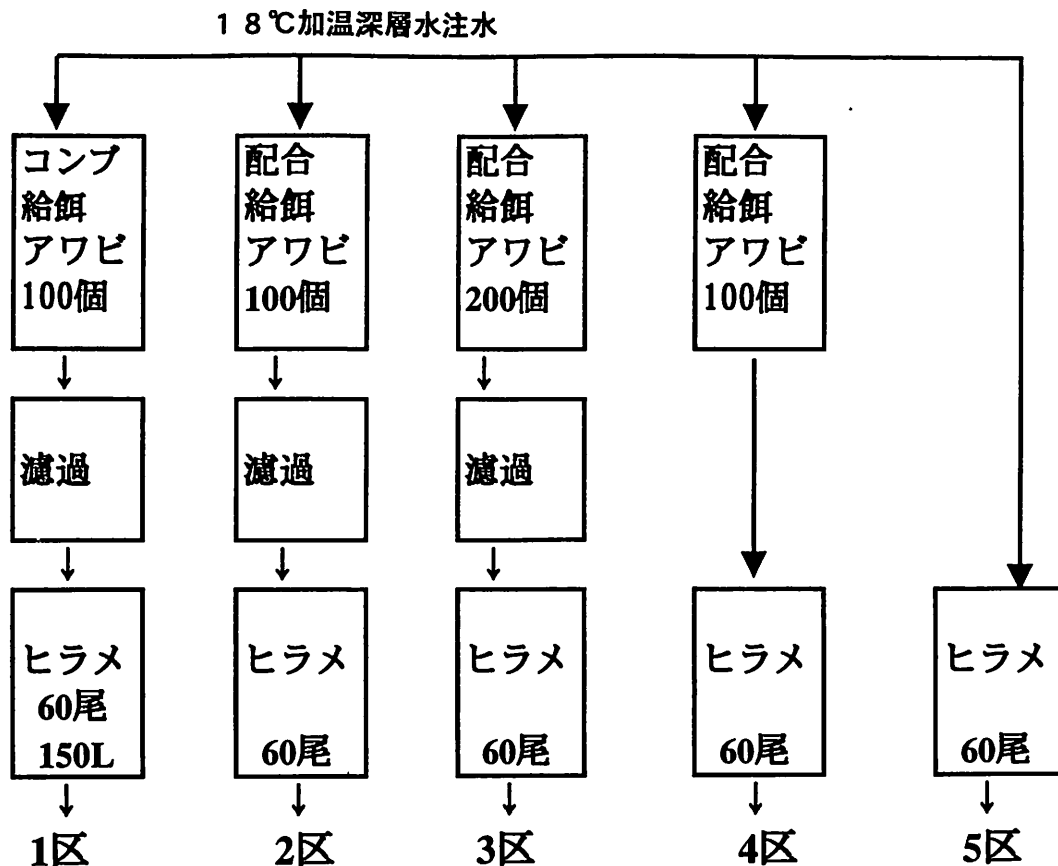 １８℃加温深層水注水
コンブ
給餌
アワビ
100個
配合
給餌
アワビ
100個
配合
給餌
アワビ
200個
配合
給餌
アワビ
100個
濾過
濾過
濾過
ヒラメ
60尾
150L
ヒラメ
60尾
ヒラメ
60尾
ヒラメ
60尾
ヒラメ
60尾
1区
2区
3区
4区
5区